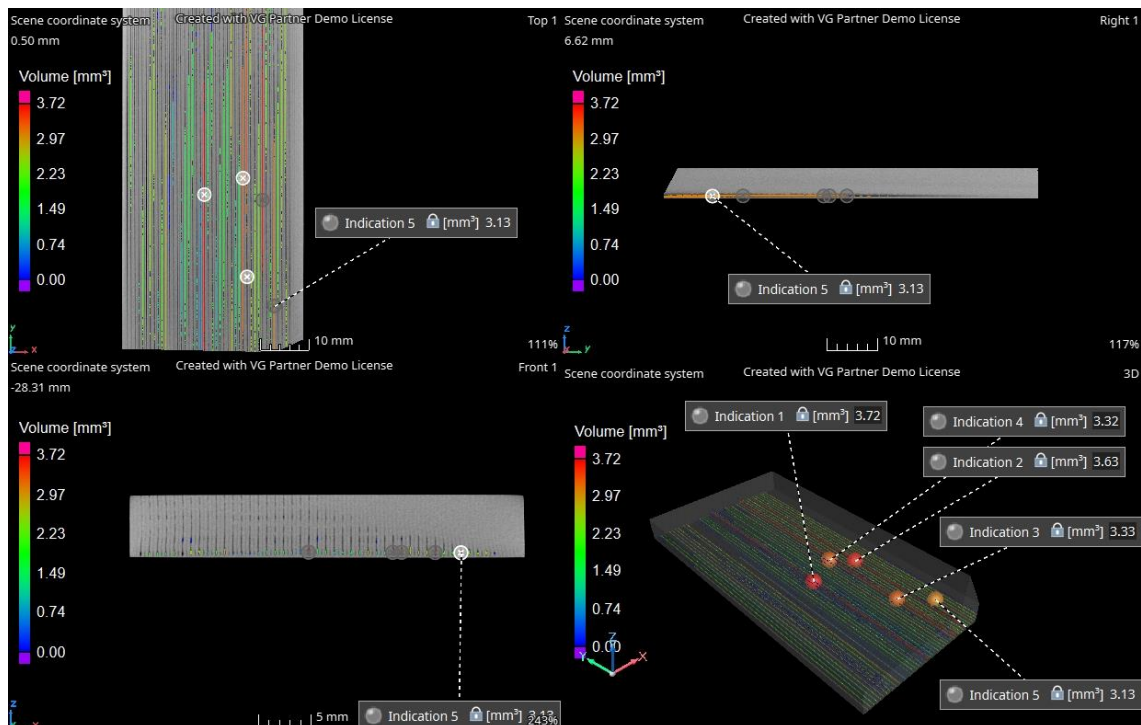 Scene coordinate system
Created with VG Partner Demo License
Top 1
0.50 mm
Volume [mm³]
3.72
2.97
2.23
1.49
0.74
0.00
Indication 5 [mm³] 3.13
10 mm
111%
y
z x
Scene coordinate system
Created with VG Partner Demo License
Right 1
6.62 mm
Volume [mm³]
3.72
2.97
2.23
1.49
0.74
0.00
Indication 5 [mm³] 3.13
10 mm
117%
z
x y
Scene coordinate system
Created with VG Partner Demo License
Front 1
-28.31 mm
Volume [mm³]
3.72
2.97
2.23
1.49
0.74
0.00
Indication 5 [mm³] 3.13
5 mm
243%
z
Scene coordinate system
Created with VG Partner Demo License
3D
Volume [mm³]
3.72
2.97
2.23
1.49
0.74
0.00
Indication 1 [mm³] 3.72
Indication 4 [mm³] 3.32
Indication 2 [mm³] 3.63
Indication 3 [mm³] 3.33
Indication 5 [mm³] 3.13
Z
Y X